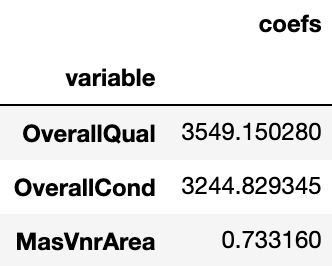 coefs
variable
OverallQual 3549.150280
OverallCond 3244.829345
MasVnrArea 0.733160